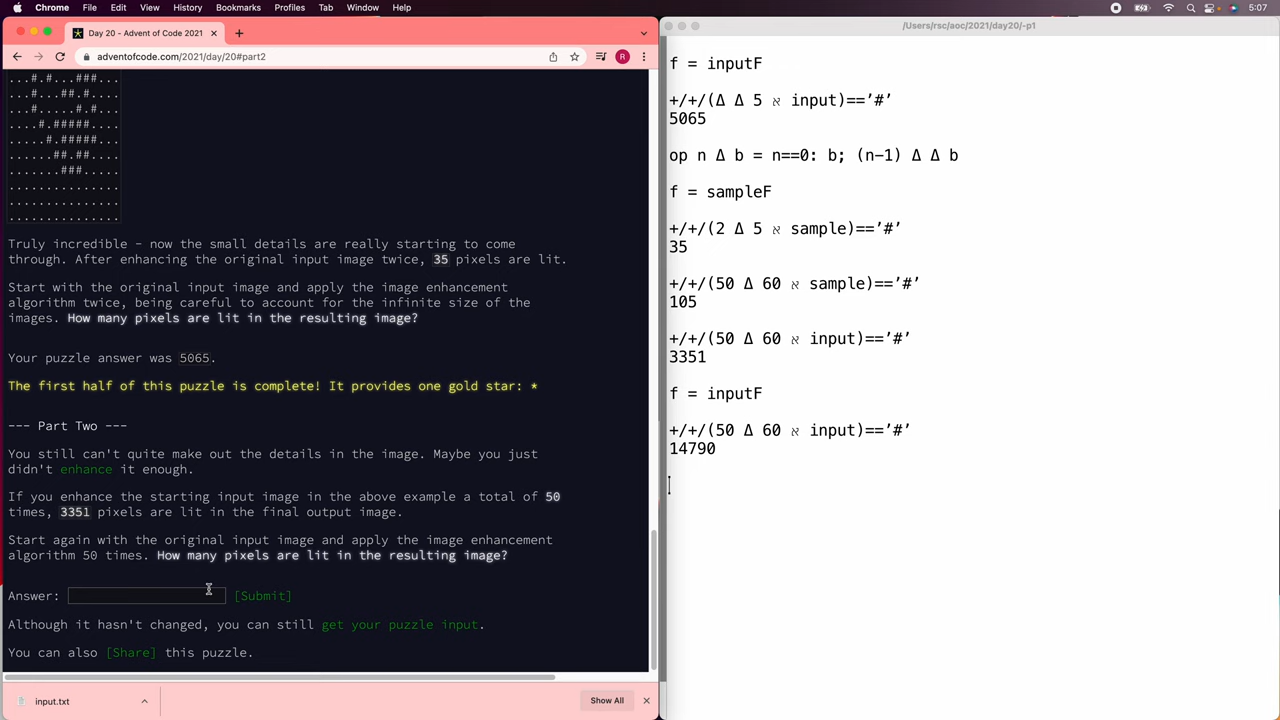 Chrome File Edit View History Bookmarks Profiles Tab Window Help 5:07
Day 20 - Advent of Code 2021
adventofcode.com/2021/day/20#part2
R
...#.#...###...
...#...##.#....
...#.....#.#...
....#.#####....
.....#.#####...
......##.##....
.......###.....
...............
...............
...............
Truly incredible - now the small details are really starting to come
through. After enhancing the original input image twice, 35 pixels are lit.
Start with the original input image and apply the image enhancement
algorithm twice, being careful to account for the infinite size of the
images. How many pixels are lit in the resulting image?
Your puzzle answer was 5065.
The first half of this puzzle is complete! It provides one gold star: *
--- Part Two ---
You still can't quite make out the details in the image. Maybe you just
didn't enhance it enough.
If you enhance the starting input image in the above example a total of 50
times, 3351 pixels are lit in the final output image.
Start again with the original input image and apply the image enhancement
algorithm 50 times. How many pixels are lit in the resulting image?
Answer: [Submit]
Although it hasn't changed, you can still get your puzzle input.
You can also [Share] this puzzle.
input.txt
Show All
/Users/rsc/aoc/2021/day20/-p1
f = inputF
+/+/(Δ Δ 5 א input)=='#'
5065
op n Δ b = n==0: b; (n-1) Δ Δ b
f = sampleF
+/+/(2 Δ 5 א sample)=='#'
35
+/+/(50 Δ 60 א sample)=='#'
105
+/+/(50 Δ 60 א input)=='#'
3351
f = inputF
+/+/(50 Δ 60 א input)=='#'
14790